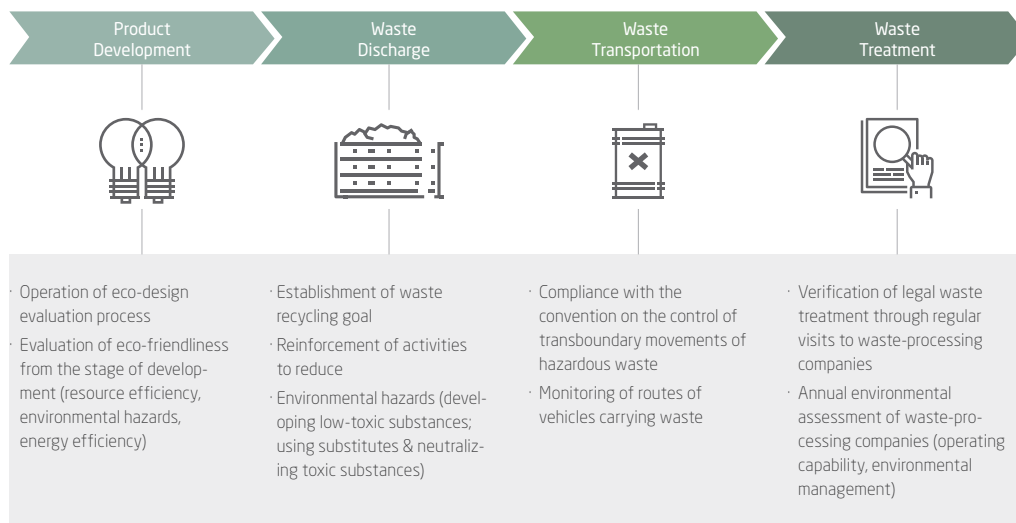 Product
Development
Waste
Discharge
Waste
Transportation
Waste
Treatment
· Operation of eco-design
evaluation process
· Evaluation of eco-friendliness
from the stage of develop-
ment (resource efficiency,
environmental hazards,
energy efficiency)
· Establishment of waste
recycling goal
· Reinforcement of activities
to reduce
· Environmental hazards (devel-
oping low-toxic substances;
using substitutes & neutraliz-
ing toxic substances)
· Compliance with the
convention on the control of
transboundary movements of
hazardous waste
· Monitoring of routes of
vehicles carrying waste
· Verification of legal waste
treatment through regular
visits to waste-processing
companies
· Annual environmental
assessment of waste-pro-
cessing companies (operating
capability, environmental
management)